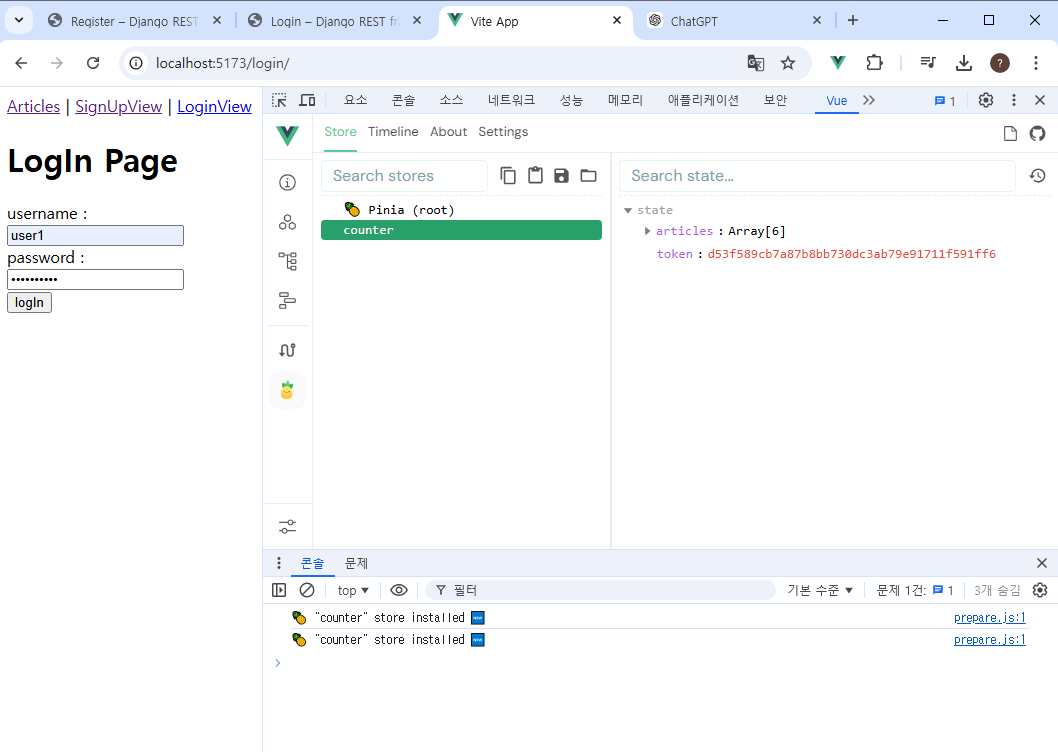 Register – Django REST
Login – Django REST fr
Vite App
ChatGPT
localhost:5173/login/
Articles | SignUpView | LoginView
요소
콘솔
소스
네트워크
성능
메모리
애플리케이션
보안
Vue
1
Store
Timeline
About
Settings
LogIn Page
username :
user1
password :
••••••••••
logIn
Search stores
Pinia (root)
counter
Search state...
state
articles : Array[6]
token : d53f589cb7a87b8bb730dc3ab79e91711f591ff6
콘솔
문제
top
필터
기본 수준
문제 1건: 1
3개 숨김
"counter" store installed
prepare.js:1
"counter" store installed
prepare.js:1